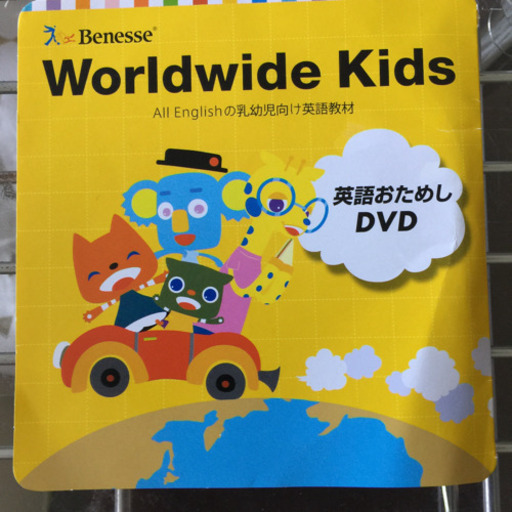 Benesse®
Worldwide Kids
All Englishの乳幼児向け英語教材
英語おためし
DVD